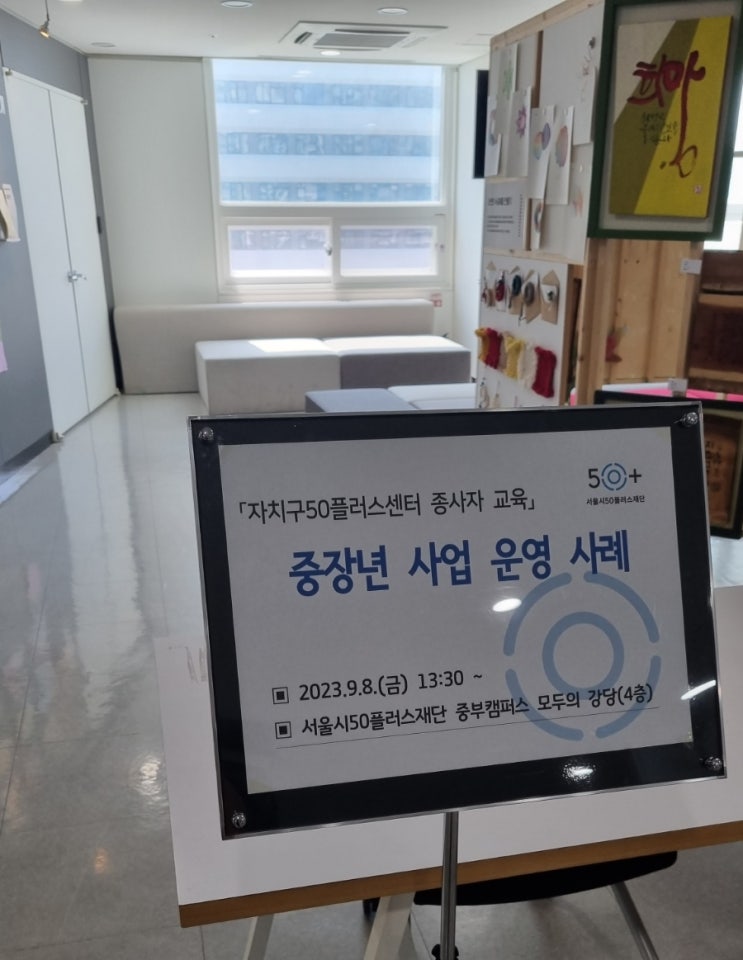 희망
50+
서울시50플러스재단
「자치구50플러스센터 종사자 교육」
중장년 사업 운영 사례
▣ 2023.9.8.(금) 13:30 ~
▣ 서울시50플러스재단 중부캠퍼스 모두의 강당(4층)